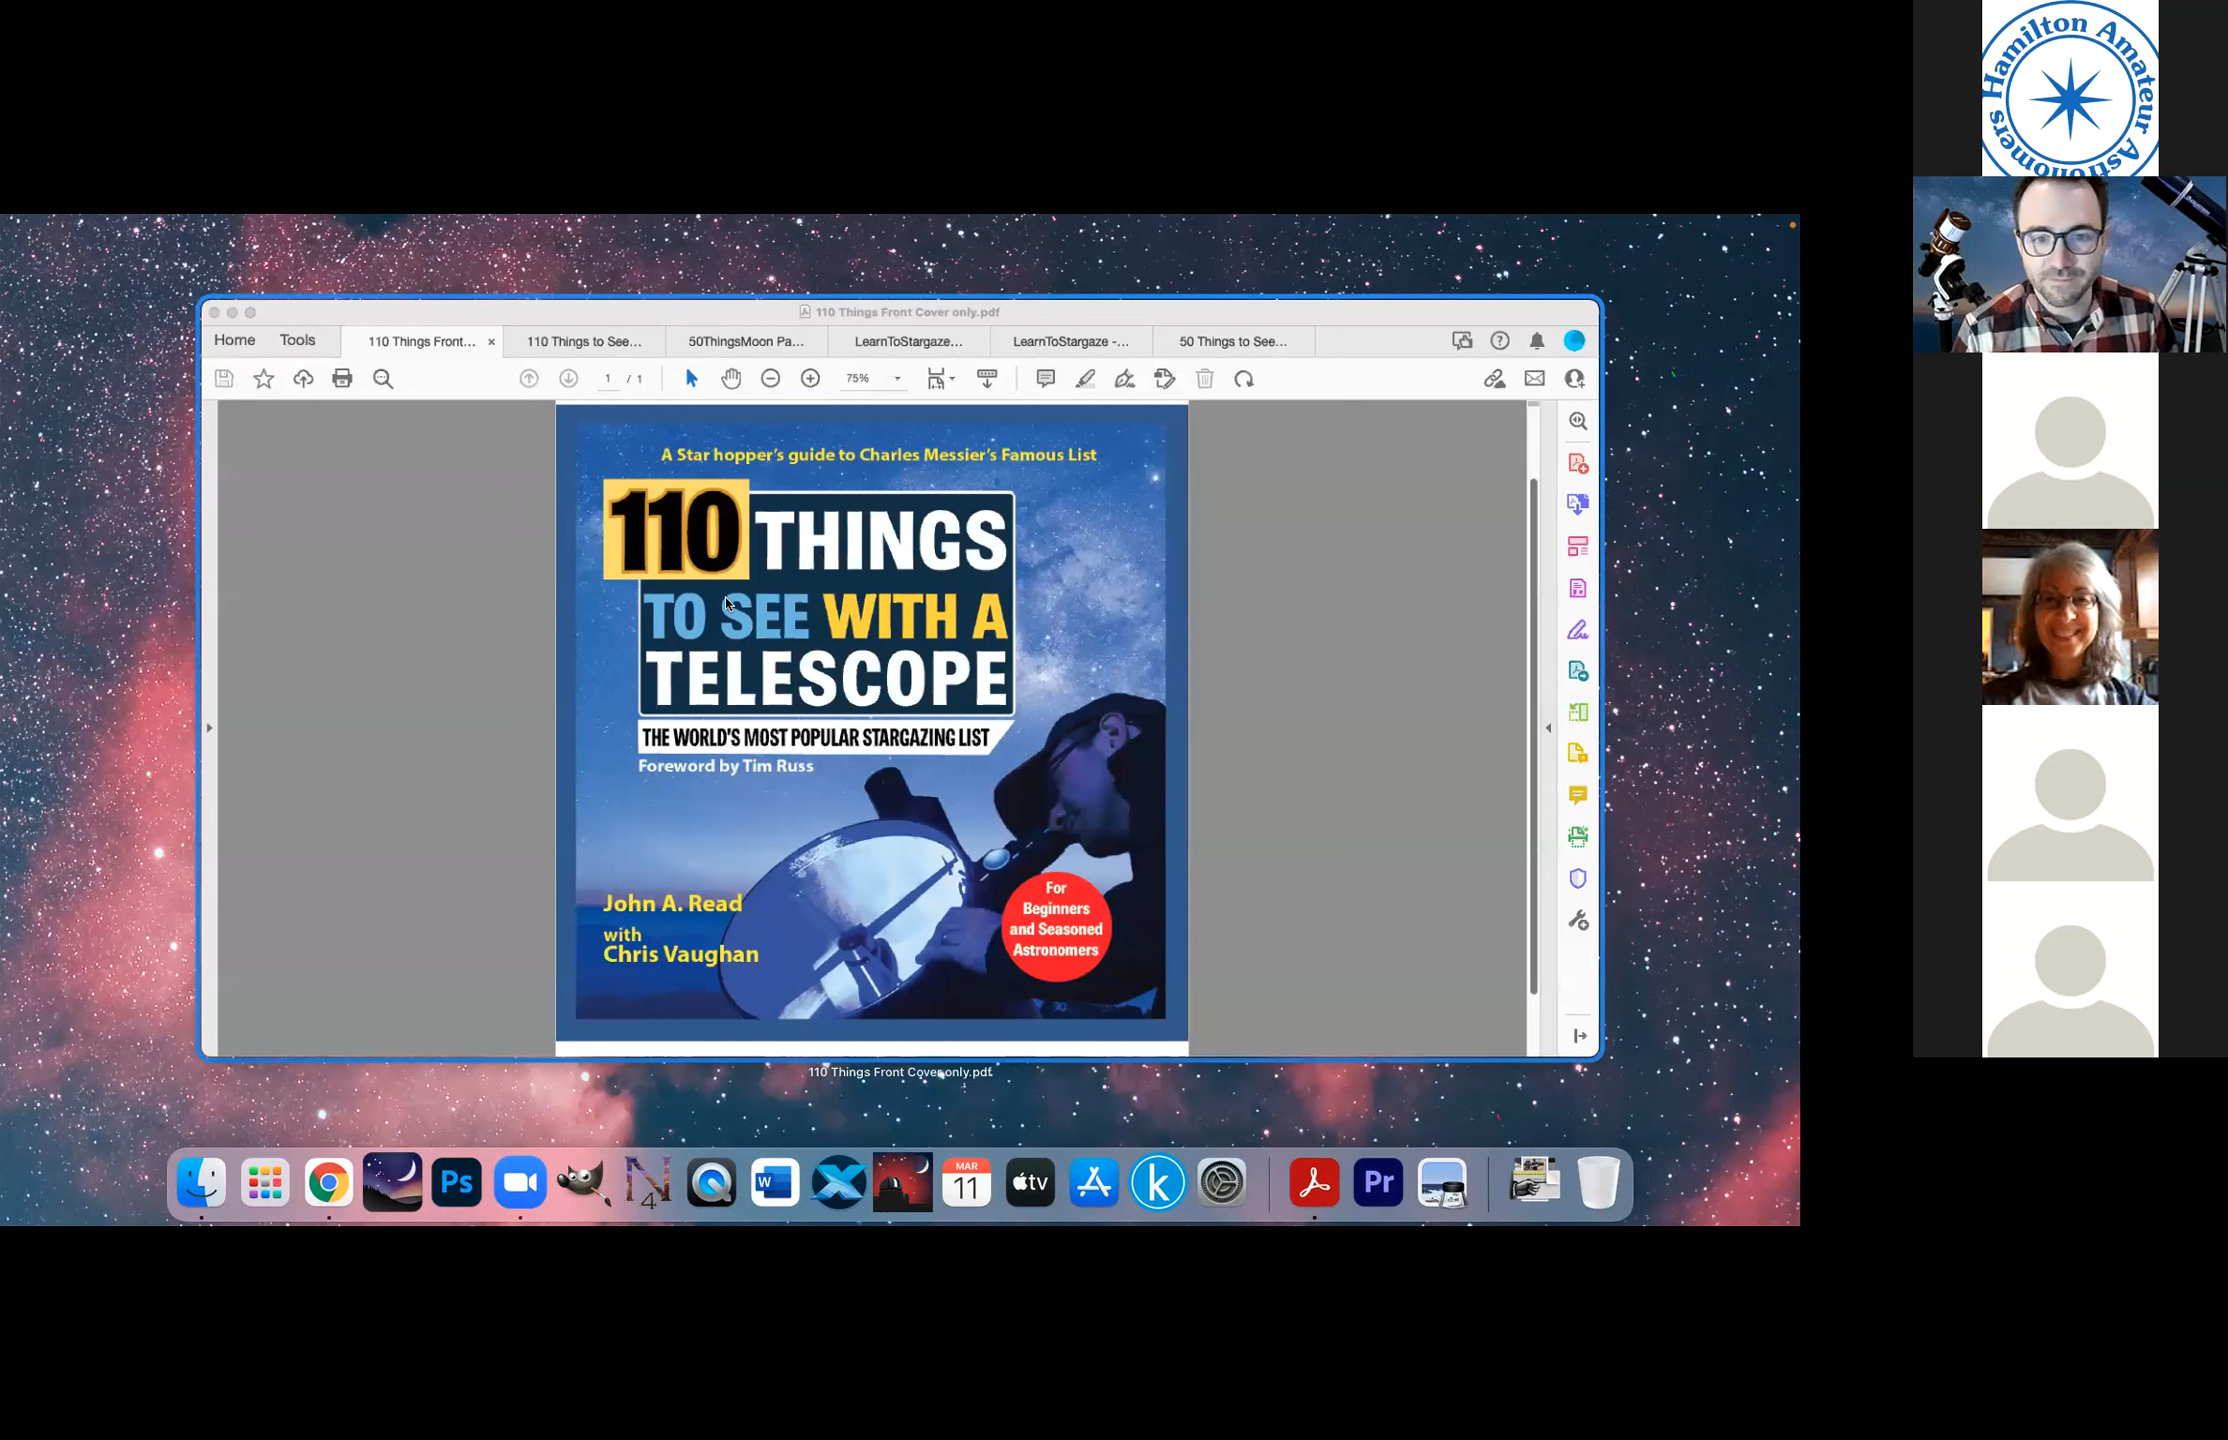 Hamilton Amateur Astronomers
110 Things Front Cover only.pdf
Home
Tools
110 Things Front...
110 Things to See...
50ThingsMoon Pa...
LearnToStargaze...
LearnToStargaze -...
50 Things to See...
1 / 1
75%
A Star hopper's guide to Charles Messier's Famous List
110 THINGS
TO SEE WITH A
TELESCOPE
THE WORLD'S MOST POPULAR STARGAZING LIST
Foreword by Tim Russ
John A. Read
with
Chris Vaughan
For
Beginners
and Seasoned
Astronomers
110 Things Front Cover only.pdf
Ps
N
4
W
MAR
11
tv
k
Pr